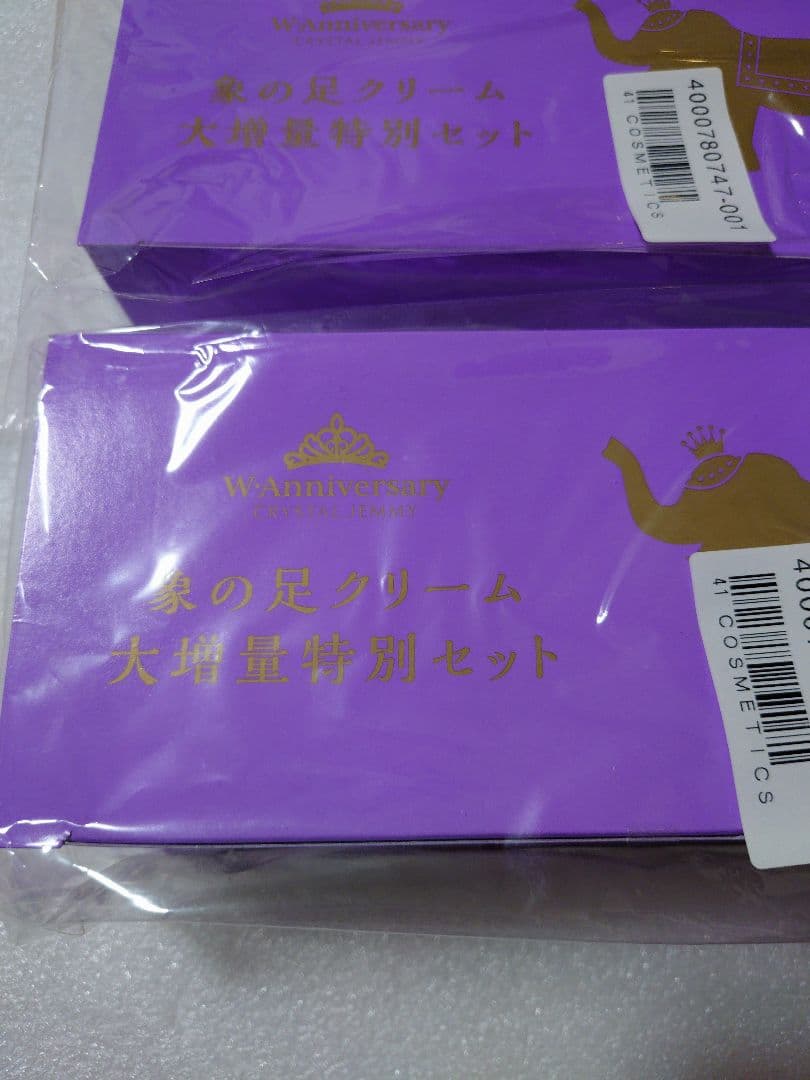 W·Anniversary
CRYSTAL JEMMY
象の足クリーム
大増量特別セット
4000780747-001
41 COSMETICS
W·Anniversary
CRYSTAL JEMMY
象の足クリーム
大増量特別セット
41 COSMETICS